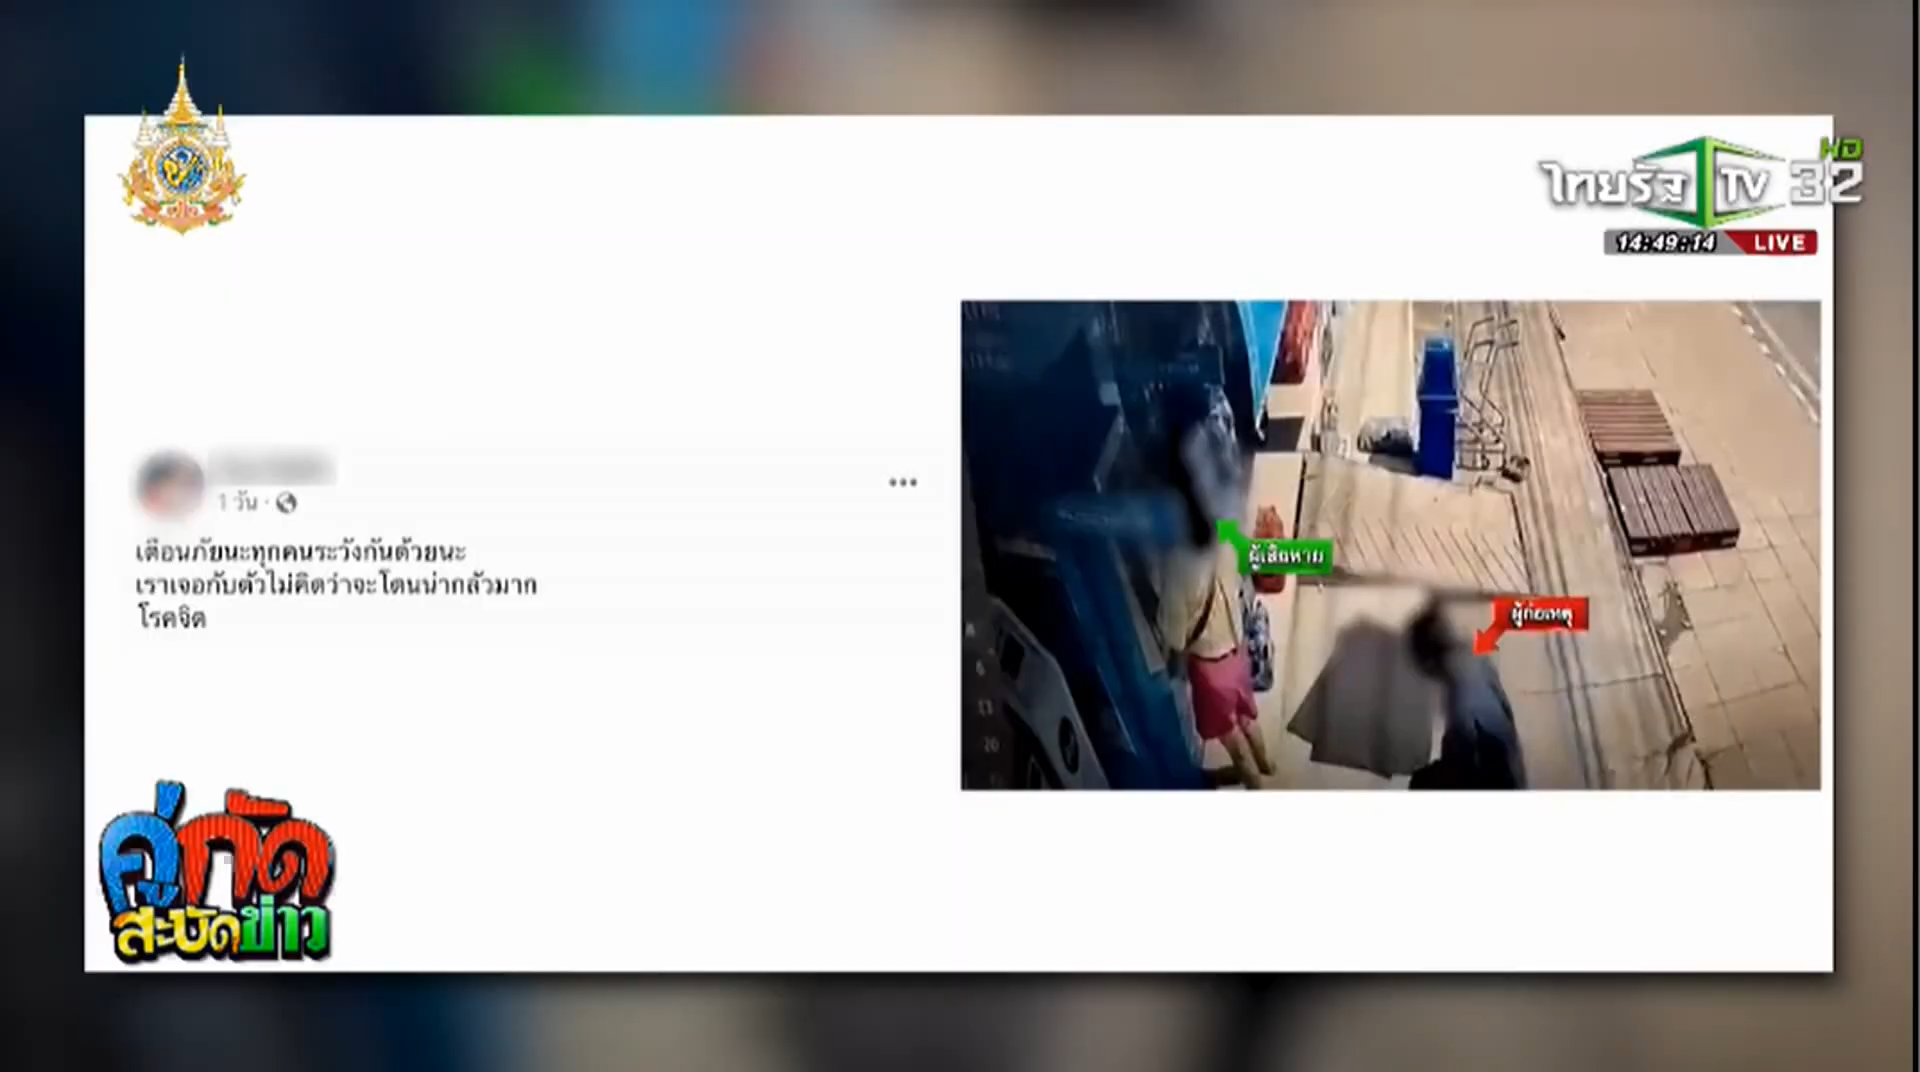 ไทยรัฐ TV HD 32
14:49:14 LIVE
1 วัน ·
เตือนภัยนะทุกคนระวังกันด้วยนะ
เราเจอกับตัวไม่คิดว่าจะโดนน่ากลัวมาก
โรคจิต
ผู้เสียหาย
ผู้ก่อเหตุ
คู่กัด
สะบัดข่าว